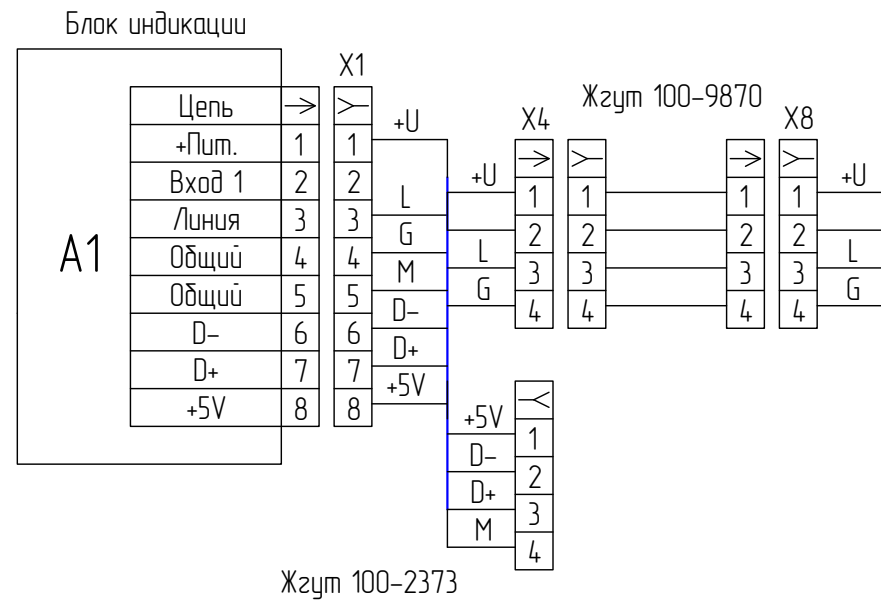 Блок индикации
X1
Жгут 100-9870
X4
X8
A1
Цепь
+Пит. 1 1 +U
Вход 1 2 2
Линия 3 3 L
Общий 4 4 G
Общий 5 5 M
D- 6 6 D-
D+ 7 7 D+
+5V 8 8 +5V
+U 1 1 1 1 +U
2 2 2 2
L 3 3 3 3 L
G 4 4 4 4 G
+5V 1
D- 2
D+ 3
M 4
Жгут 100-2373